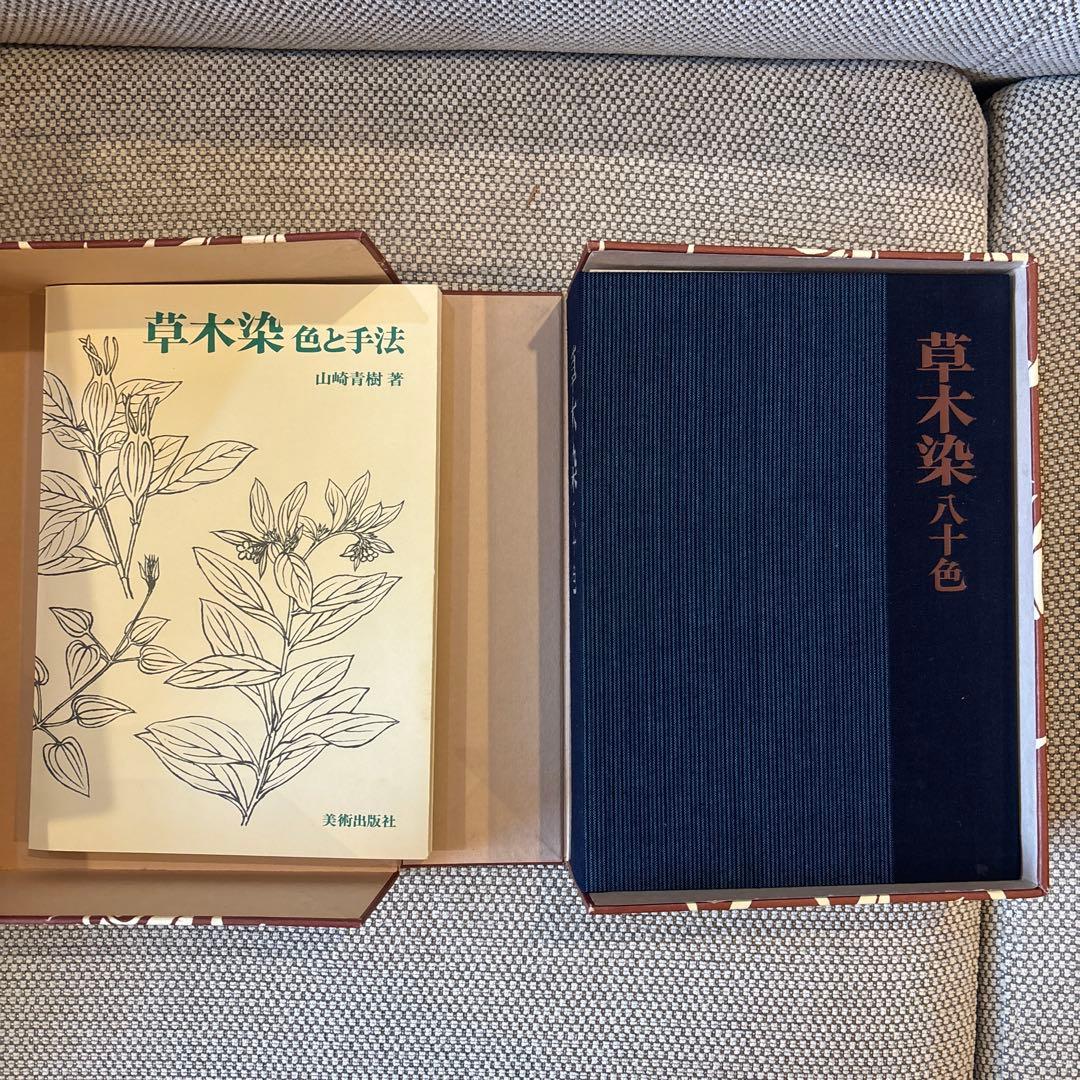 草木染 色と手法
山崎青樹 著
美術出版社
草木染 八十色